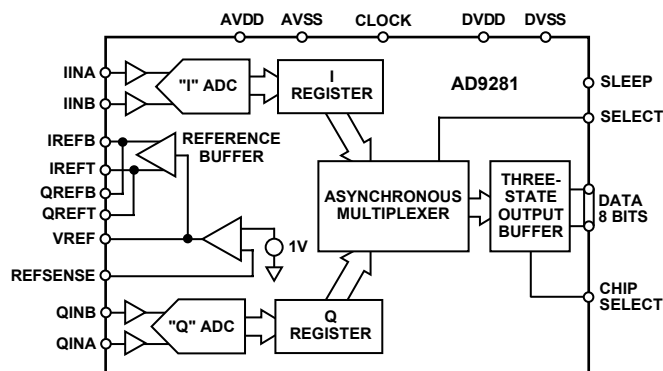 AVDD AVSS CLOCK DVDD DVSS
IINA
IINB
"I" ADC
I
REGISTER
AD9281
SLEEP
SELECT
IREFB
IREFT
QREFB
QREFT
VREF
REFSENSE
REFERENCE
BUFFER
1V
ASYNCHRONOUS
MULTIPLEXER
THREE-
STATE
OUTPUT
BUFFER
DATA
8 BITS
CHIP
SELECT
QINB
QINA
"Q" ADC
Q
REGISTER